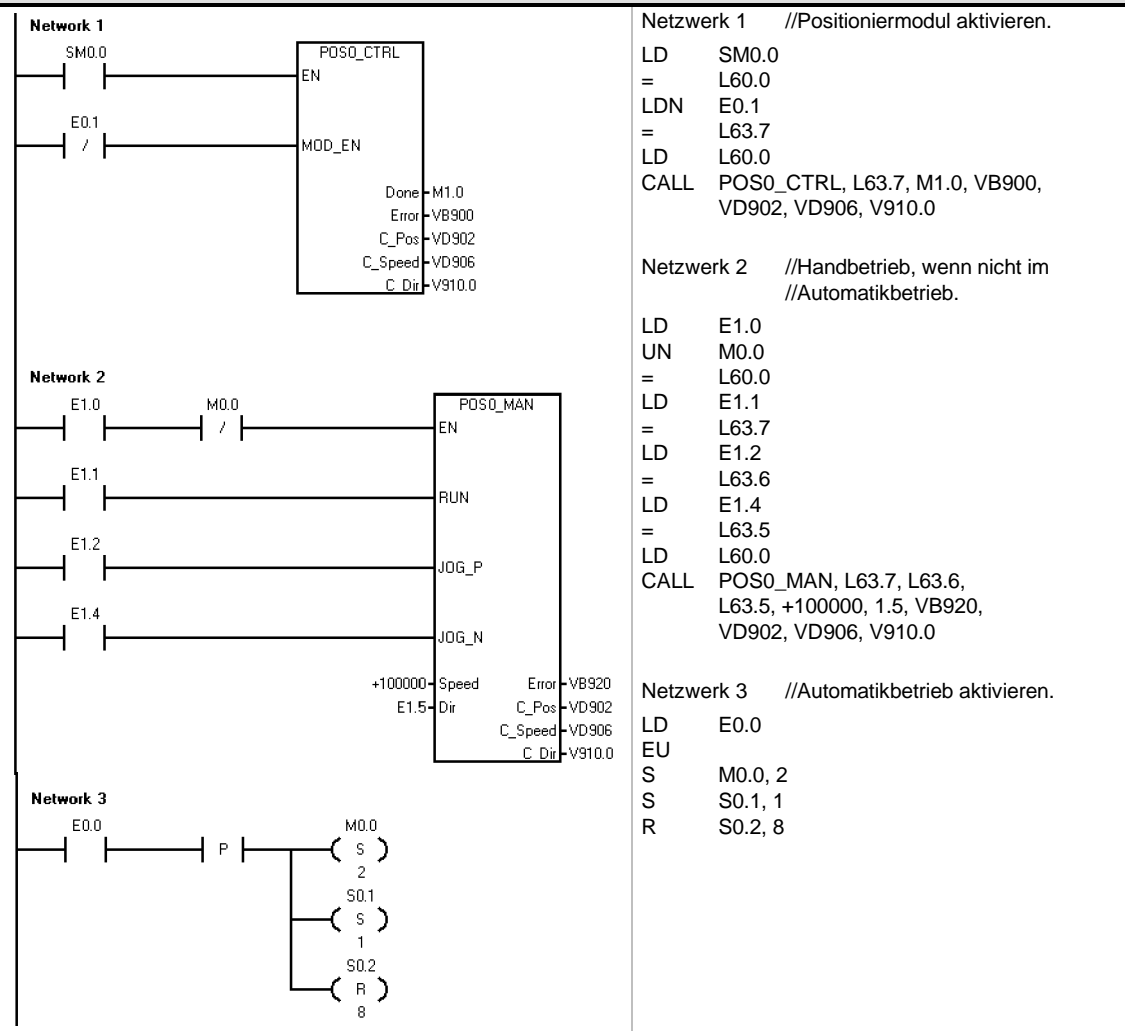 Network 1
SM0.0
POS0_CTRL
EN
E0.1
/
MOD_EN
Done M1.0
Error VB900
C_Pos VD902
C_Speed VD906
C_Dir V910.0
Network 2
E1.0 M0.0 POS0_MAN
/ EN
E1.1
RUN
E1.2
JOG_P
E1.4
JOG_N
+100000 Speed Error VB920
E1.5 Dir C_Pos VD902
C_Speed VD906
C_Dir V910.0
Network 3
E0.0 M0.0
P S
2
S0.1
S
1
S0.2
R
8
Netzwerk 1 //Positioniermodul aktivieren.
LD SM0.0
= L60.0
LDN E0.1
= L63.7
LD L60.0
CALL POS0_CTRL, L63.7, M1.0, VB900,
VD902, VD906, V910.0
Netzwerk 2 //Handbetrieb, wenn nicht im
//Automatikbetrieb.
LD E1.0
UN M0.0
= L60.0
LD E1.1
= L63.7
LD E1.2
= L63.6
LD E1.4
= L63.5
LD L60.0
CALL POS0_MAN, L63.7, L63.6,
L63.5, +100000, 1.5, VB920,
VD902, VD906, V910.0
Netzwerk 3 //Automatikbetrieb aktivieren.
LD E0.0
EU
S M0.0, 2
S S0.1, 1
R S0.2, 8